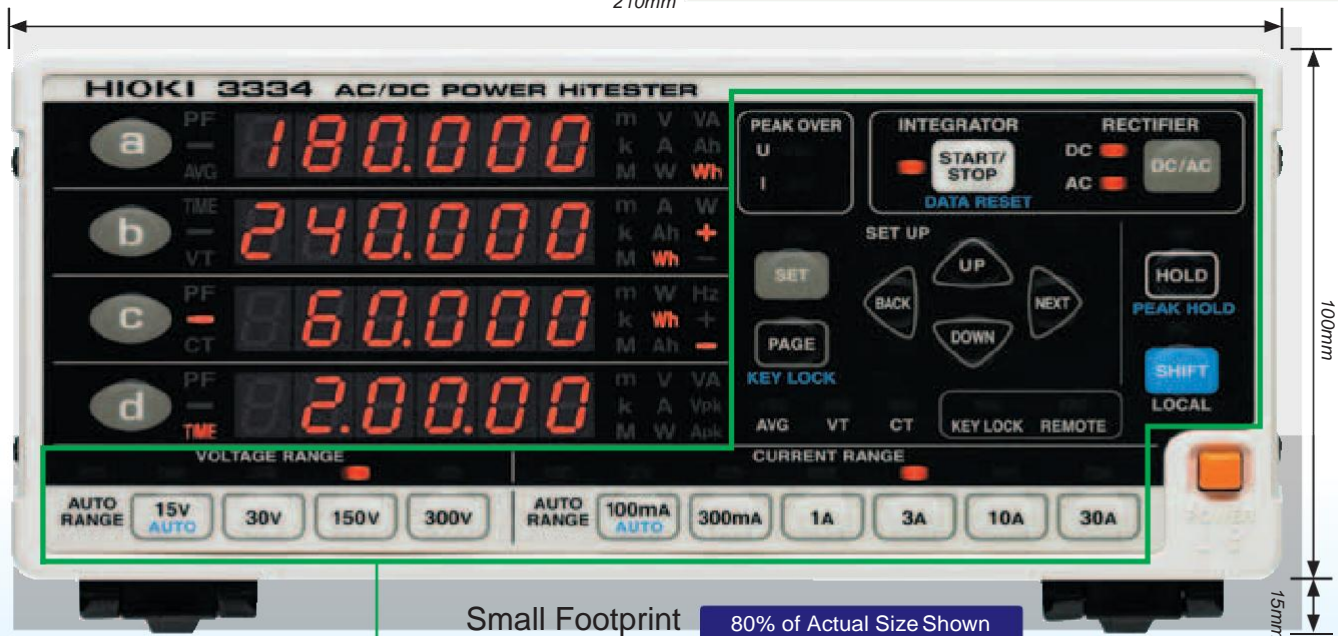 210mm
HIOKI 3334 AC/DC POWER HiTESTER
a
PF
AVG
180.000
m V VA
k A Ah
M W Wh
b
TIME
VT
240.000
m A W
k Ah +
M Wh -
c
PF
CT
60.000
m W Hz
k Wh +
M Ah -
d
PF
TIME
2.00.00
m V VA
k A Vpk
M W Apk
PEAK OVER
U
I
INTEGRATOR
START/
STOP
DATA RESET
RECTIFIER
DC
AC
DC/AC
SET UP
SET
UP
BACK
NEXT
DOWN
PAGE
KEY LOCK
HOLD
PEAK HOLD
SHIFT
LOCAL
AVG VT CT KEY LOCK REMOTE
VOLTAGE RANGE
CURRENT RANGE
AUTO
RANGE
15V
AUTO
30V
150V
300V
AUTO
RANGE
100mA
AUTO
300mA
1A
3A
10A
30A
POWER
100mm
15mm
Small Footprint
80% of Actual Size Shown